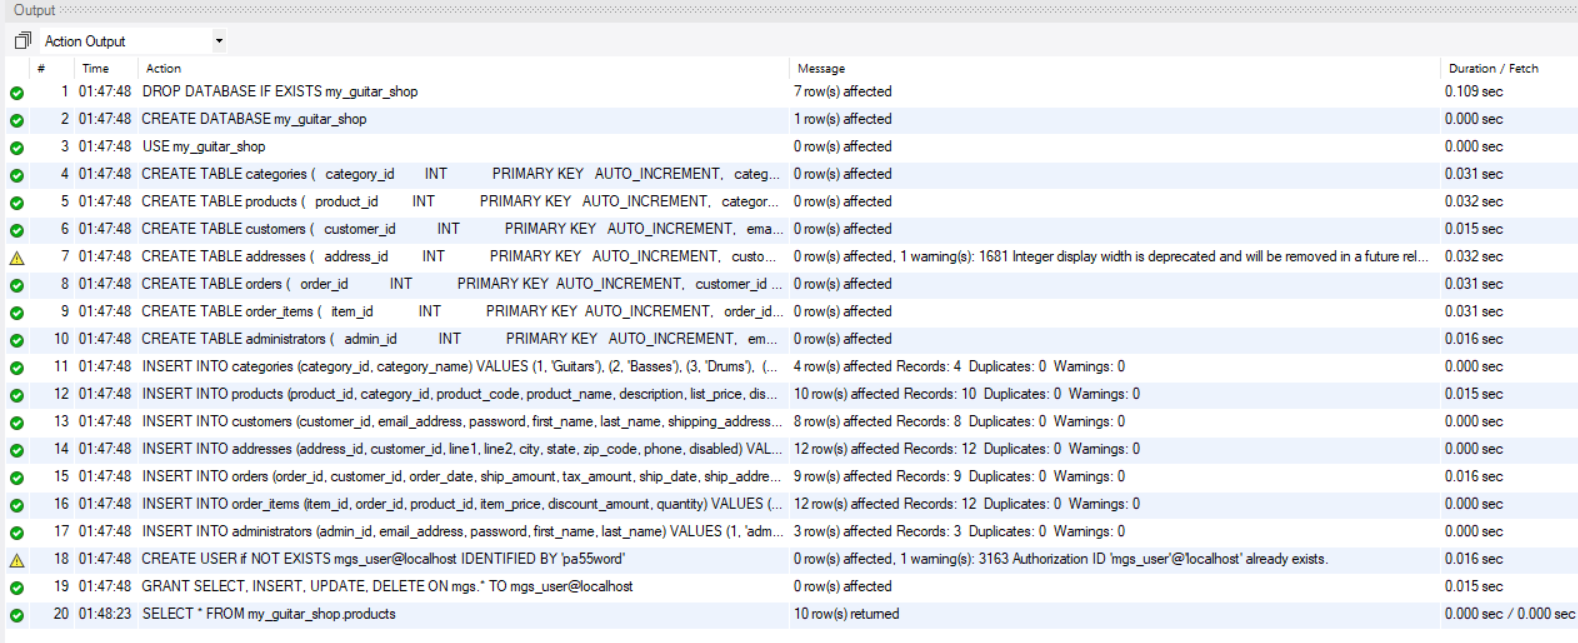 Output
Action Output
# Time Action Message Duration / Fetch
1 01:47:48 DROP DATABASE IF EXISTS my_guitar_shop 7 row(s) affected 0.109 sec
2 01:47:48 CREATE DATABASE my_guitar_shop 1 row(s) affected 0.000 sec
3 01:47:48 USE my_guitar_shop 0 row(s) affected 0.000 sec
4 01:47:48 CREATE TABLE categories ( category_id INT PRIMARY KEY AUTO_INCREMENT, categ... 0 row(s) affected 0.031 sec
5 01:47:48 CREATE TABLE products ( product_id INT PRIMARY KEY AUTO_INCREMENT, categor... 0 row(s) affected 0.032 sec
6 01:47:48 CREATE TABLE customers ( customer_id INT PRIMARY KEY AUTO_INCREMENT, ema... 0 row(s) affected 0.015 sec
7 01:47:48 CREATE TABLE addresses ( address_id INT PRIMARY KEY AUTO_INCREMENT, custo... 0 row(s) affected, 1 warning(s): 1681 Integer display width is deprecated and will be removed in a future rel... 0.032 sec
8 01:47:48 CREATE TABLE orders ( order_id INT PRIMARY KEY AUTO_INCREMENT, customer_id ... 0 row(s) affected 0.031 sec
9 01:47:48 CREATE TABLE order_items ( item_id INT PRIMARY KEY AUTO_INCREMENT, order_id... 0 row(s) affected 0.031 sec
10 01:47:48 CREATE TABLE administrators ( admin_id INT PRIMARY KEY AUTO_INCREMENT, em... 0 row(s) affected 0.016 sec
11 01:47:48 INSERT INTO categories (category_id, category_name) VALUES (1, 'Guitars'), (2, 'Basses'), (3, 'Drums'), (... 4 row(s) affected Records: 4 Duplicates: 0 Warnings: 0 0.000 sec
12 01:47:48 INSERT INTO products (product_id, category_id, product_code, product_name, description, list_price, dis... 10 row(s) affected Records: 10 Duplicates: 0 Warnings: 0 0.015 sec
13 01:47:48 INSERT INTO customers (customer_id, email_address, password, first_name, last_name, shipping_address... 8 row(s) affected Records: 8 Duplicates: 0 Warnings: 0 0.000 sec
14 01:47:48 INSERT INTO addresses (address_id, customer_id, line1, line2, city, state, zip_code, phone, disabled) VAL... 12 row(s) affected Records: 12 Duplicates: 0 Warnings: 0 0.000 sec
15 01:47:48 INSERT INTO orders (order_id, customer_id, order_date, ship_amount, tax_amount, ship_date, ship_addre... 9 row(s) affected Records: 9 Duplicates: 0 Warnings: 0 0.016 sec
16 01:47:48 INSERT INTO order_items (item_id, order_id, product_id, item_price, discount_amount, quantity) VALUES (... 12 row(s) affected Records: 12 Duplicates: 0 Warnings: 0 0.000 sec
17 01:47:48 INSERT INTO administrators (admin_id, email_address, password, first_name, last_name) VALUES (1, 'adm... 3 row(s) affected Records: 3 Duplicates: 0 Warnings: 0 0.000 sec
18 01:47:48 CREATE USER if NOT EXISTS mgs_user@localhost IDENTIFIED BY 'pa55word' 0 row(s) affected, 1 warning(s): 3163 Authorization ID 'mgs_user'@'localhost' already exists. 0.016 sec
19 01:47:48 GRANT SELECT, INSERT, UPDATE, DELETE ON mgs.* TO mgs_user@localhost 0 row(s) affected 0.015 sec
20 01:48:23 SELECT * FROM my_guitar_shop.products 10 row(s) returned 0.000 sec / 0.000 sec